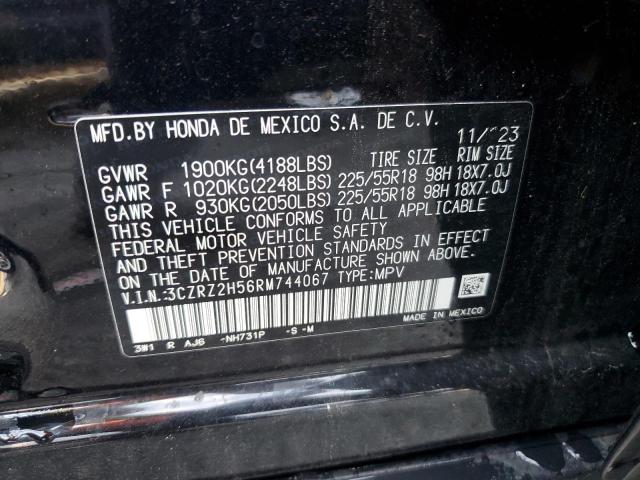 MFD.BY HONDA DE MEXICO S.A. DE C.V. 11/'23
GVWR 1900KG(4188LBS) TIRE SIZE RIM SIZE
GAWR F 1020KG(2248LBS) 225/55R18 98H 18X7.0J
GAWR R 930KG(2050LBS) 225/55R18 98H 18X7.0J
THIS VEHICLE CONFORMS TO ALL APPLICABLE
FEDERAL MOTOR VEHICLE SAFETY
AND THEFT PREVENTION STANDARDS IN EFFECT
ON THE DATE OF MANUFACTURE SHOWN ABOVE.
V.I.N.:3CZRZ2H56RM744067 TYPE:MPV
3W1 R AJ6 -NH731P -S -M MADE IN MEXICO